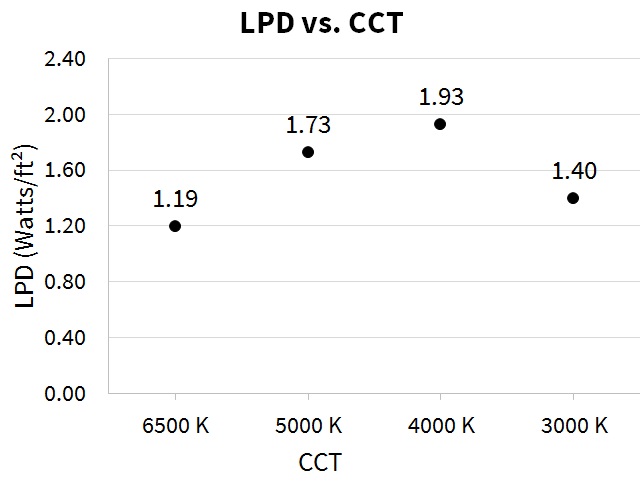 LPD vs. CCT
2.40
2.00
1.60
1.20
0.80
0.40
0.00
LPD (Watts/ft²)
1.19
1.73
1.93
1.40
6500 K
5000 K
4000 K
3000 K
CCT